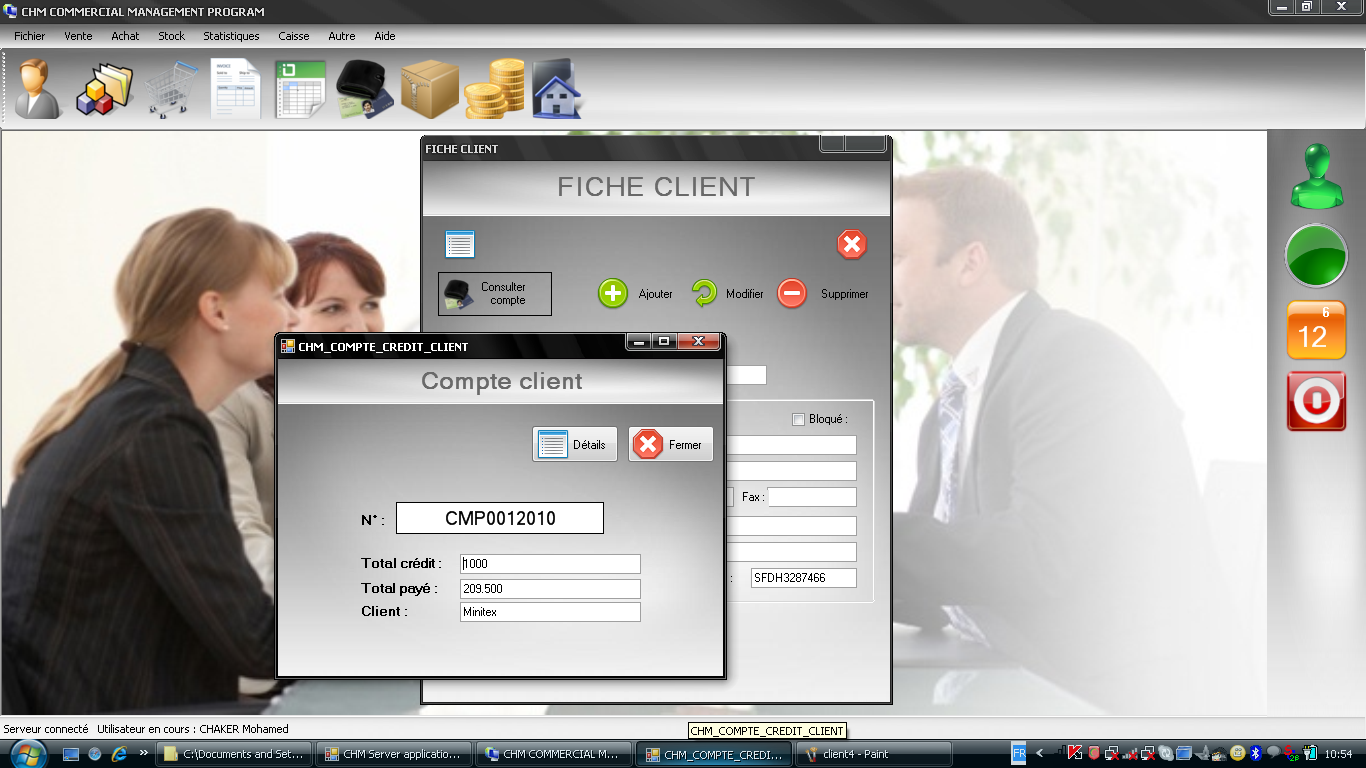 CHM COMMERCIAL MANAGEMENT PROGRAM
Fichier Vente Achat Stock Statistiques Caisse Autre Aide
INVOICE
FICHE CLIENT
FICHE CLIENT
Consulter
compte
Ajouter Modifier Supprimer
6
12
CHM_COMPTE_CREDIT_CLIENT
Compte client
Bloqué :
Détails Fermer
Fax :
N° : CMP0012010
Total crédit : 1000
: SFDH3287466
Total payé : 209.500
Client : Minitex
Serveur connecté Utilisateur en cours : CHAKER Mohamed
CHM_COMPTE_CREDIT_CLIENT
C:\Documents and Set... CHM Server applicatio... CHM COMMERCIAL M... CHM_COMPTE_CREDI... client4 - Paint FR 10:54